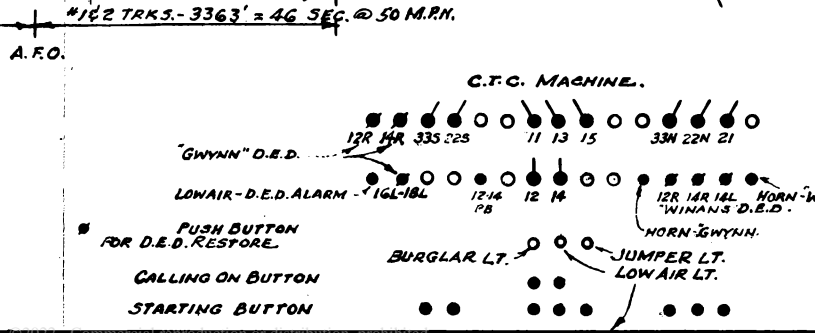 #1&2 TRKS. - 3363' = 46 SEC. @ 50 M.P.H.
A.F.O.
C.T.C. MACHINE.
12R 14R 33S 22S 11 13 15 33N 22N 21
"GWYNN" D.E.D.
LOWAIR-D.E.D. ALARM 16L-18L 12-14 PB 12 14 12R 14R 14L HORN-"W
"WINANS" D.E.D.
HORN-"GWYNN.
PUSH BUTTON
FOR D.E.D. RESTORE
BURGLAR LT. JUMPER LT.
LOW AIR LT.
CALLING ON BUTTON
STARTING BUTTON